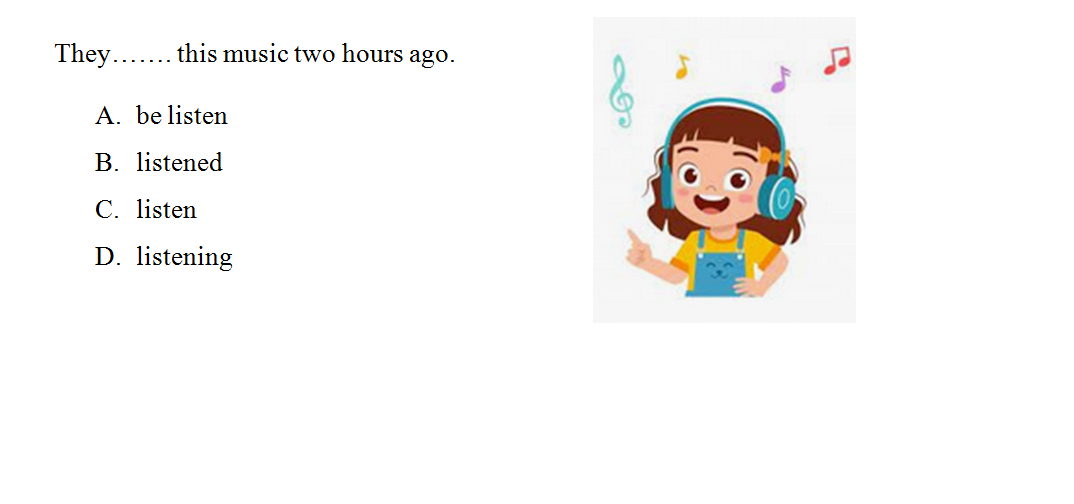 They……. this music two hours ago.
A. be listen
B. listened
C. listen
D. listening